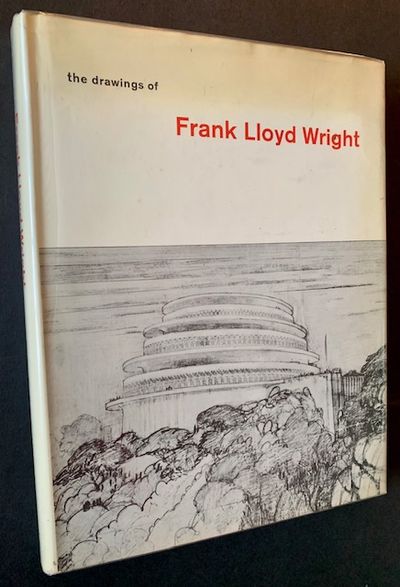 the drawings of
Frank Lloyd Wright